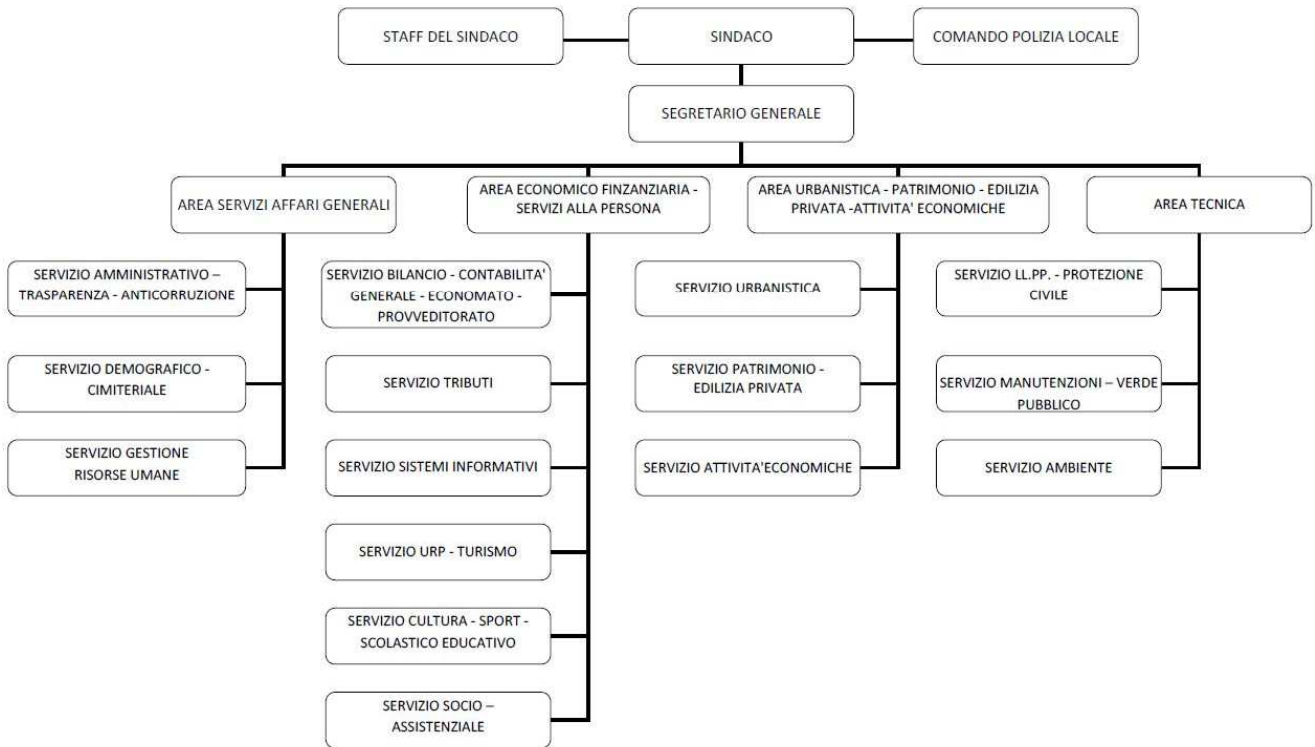 STAFF DEL SINDACO
SINDACO
COMANDO POLIZIA LOCALE
SEGRETARIO GENERALE
AREA SERVIZI AFFARI GENERALI
AREA ECONOMICO FINZANZIARIA -
SERVIZI ALLA PERSONA
AREA URBANISTICA - PATRIMONIO - EDILIZIA
PRIVATA -ATTIVITA' ECONOMICHE
AREA TECNICA
SERVIZIO AMMINISTRATIVO –
TRASPARENZA - ANTICORRUZIONE
SERVIZIO DEMOGRAFICO -
CIMITERIALE
SERVIZIO GESTIONE
RISORSE UMANE
SERVIZIO BILANCIO - CONTABILITA'
GENERALE - ECONOMATO -
PROVVEDITORATO
SERVIZIO TRIBUTI
SERVIZIO SISTEMI INFORMATIVI
SERVIZIO URP - TURISMO
SERVIZIO CULTURA - SPORT -
SCOLASTICO EDUCATIVO
SERVIZIO SOCIO –
ASSISTENZIALE
SERVIZIO URBANISTICA
SERVIZIO PATRIMONIO -
EDILIZIA PRIVATA
SERVIZIO ATTIVITA'ECONOMICHE
SERVIZIO LL.PP. - PROTEZIONE
CIVILE
SERVIZIO MANUTENZIONI – VERDE
PUBBLICO
SERVIZIO AMBIENTE